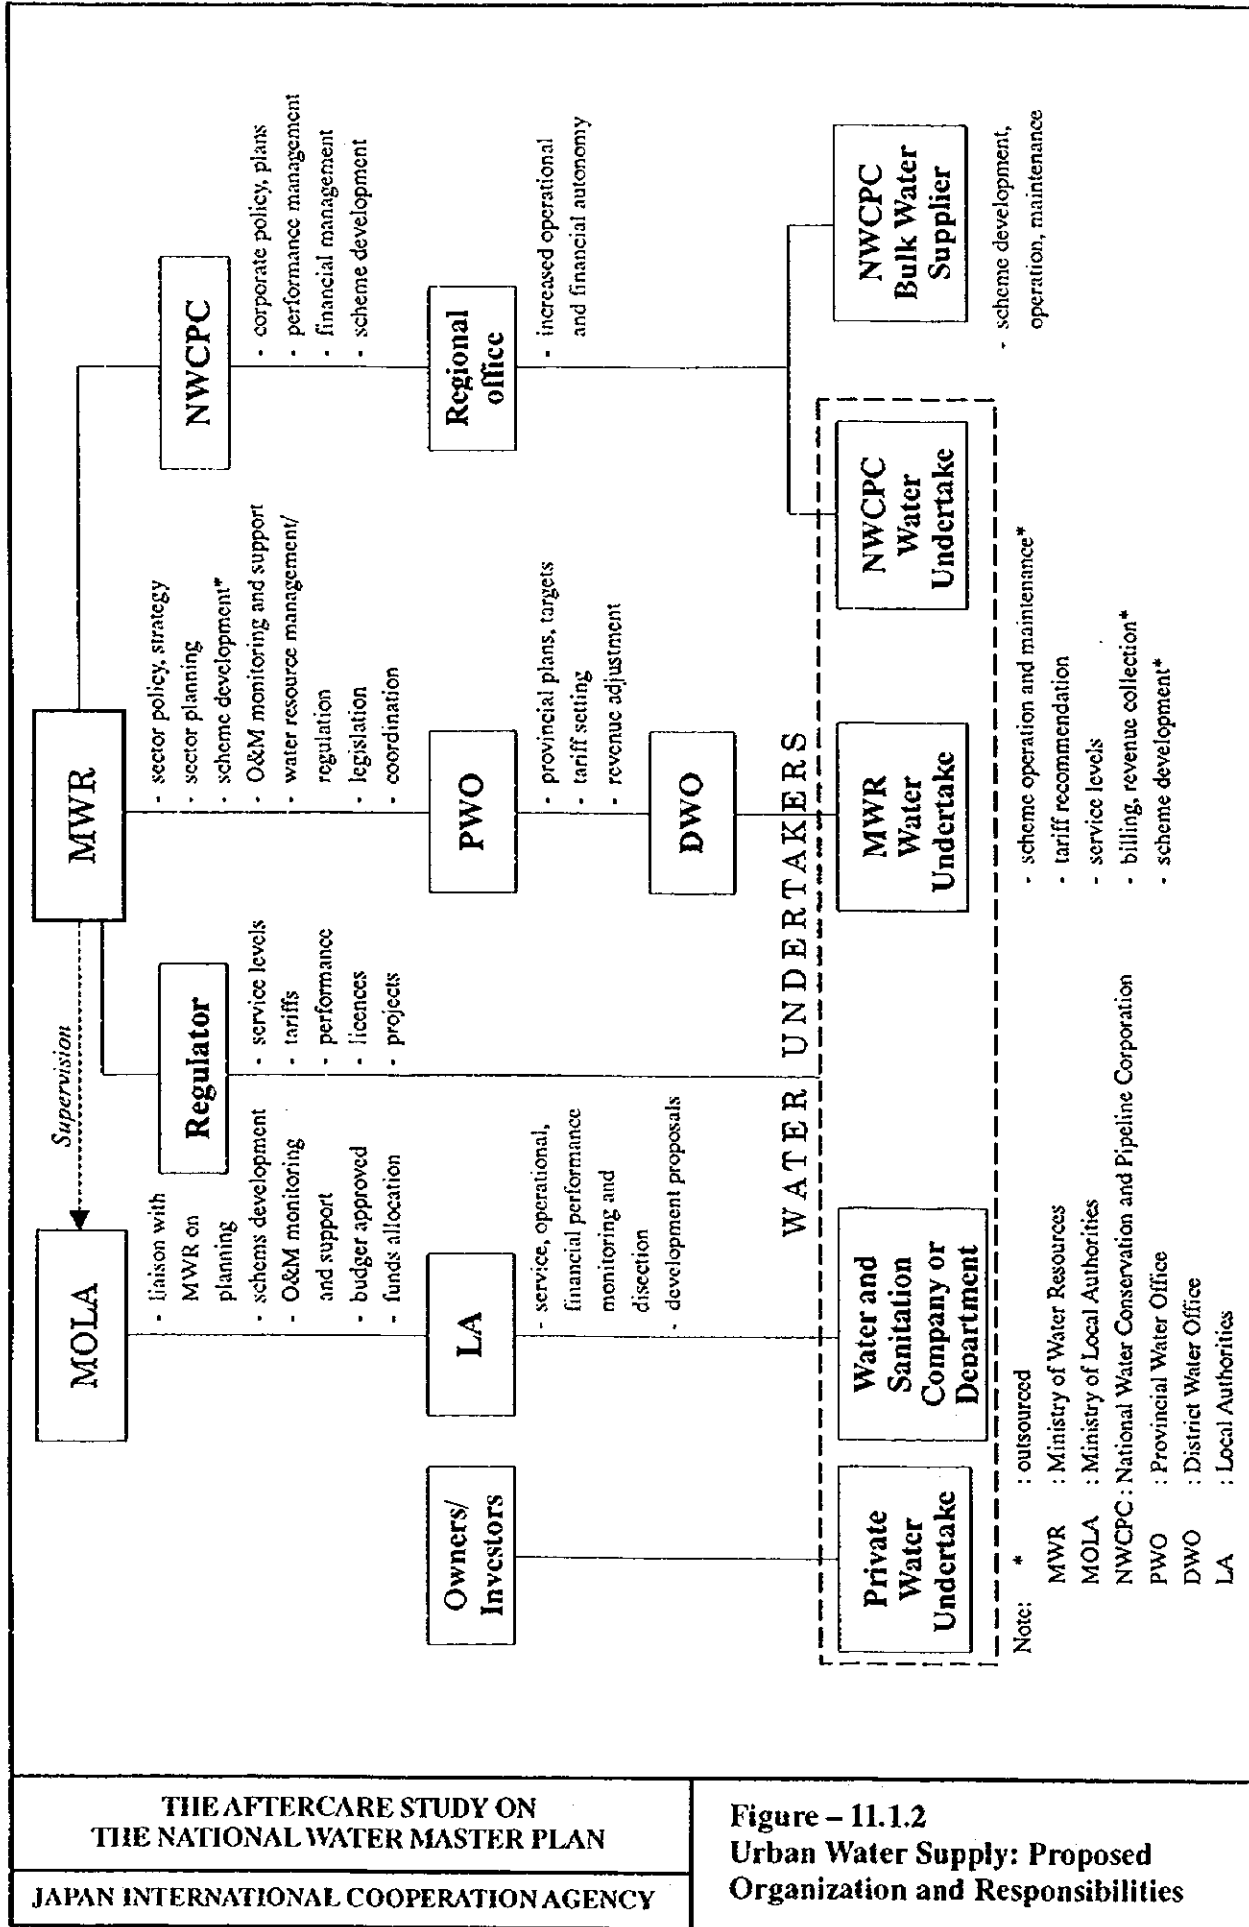 MOLA
Supervision
MWR
- liaison with
MWR on
planning
- schems development
- O&M monitoring
and support
- budger approved
- funds allocation
Regulator
- service levels
- tariffs
- performance
- licences
- projects
- sector policy, strategy
- sector planning
- scheme development*
- O&M monitoring and support
- water resource management/
regulation
- legislation
- coordination
NWCPC
- corporate policy, plans
- performance management
- financial management
- scheme development
Owners/
Investors
LA
- service, operational,
financial performance
monitoring and
disection
- development proposals
PWO
- provincial plans, targets
- tariff setting
- revenue adjustment
DWO
Regional
office
- increased operational
and financial autonomy
WATER UNDERTAKERS
Private
Water
Undertake
Water and
Sanitation
Company or
Department
MWR
Water
Undertake
NWCPC
Water
Undertake
NWCPC
Bulk Water
Supplier
- scheme operation and maintenance*
- tariff recommendation
- service levels
- billing, revenue collection*
- scheme development*
- scheme development,
operation, maintenance
Note: * : outsourced
MWR : Ministry of Water Resources
MOLA : Ministry of Local Authorities
NWCPC : National Water Conservation and Pipeline Corporation
PWO : Provincial Water Office
DWO : District Water Office
LA : Local Authorities
THE AFTERCARE STUDY ON
THE NATIONAL WATER MASTER PLAN
JAPAN INTERNATIONAL COOPERATION AGENCY
Figure – 11.1.2
Urban Water Supply: Proposed
Organization and Responsibilities